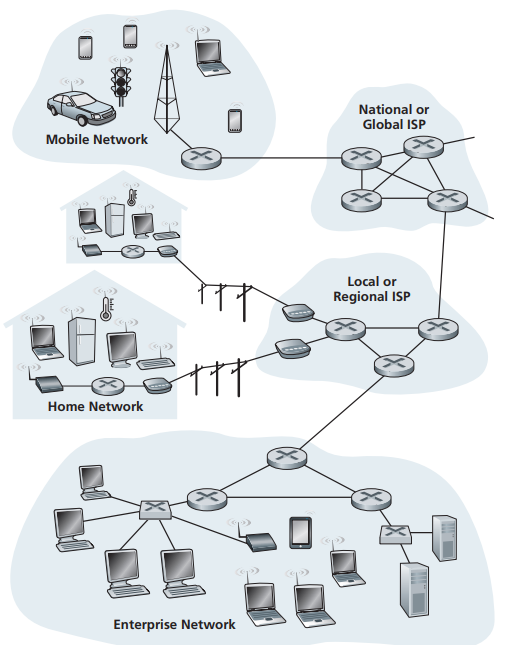 National or
Global ISP
Mobile Network
Local or
Regional ISP
Home Network
Enterprise Network